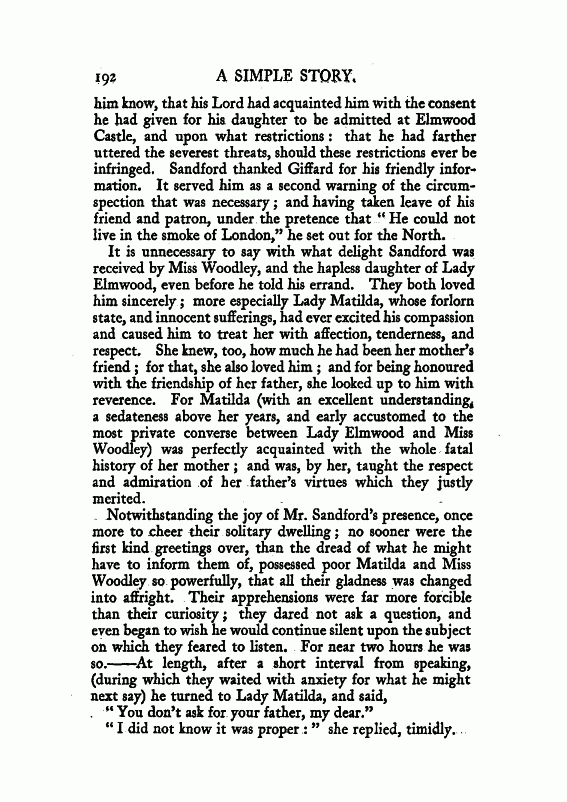 192 A SIMPLE STORY.
him know, that his Lord had acquainted him with the consent
he had given for his daughter to be admitted at Elmwood
Castle, and upon what restrictions : that he had farther
uttered the severest threats, should these restrictions ever be
infringed. Sandford thanked Giffard for his friendly infor-
mation. It served him as a second warning of the circum-
spection that was necessary ; and having taken leave of his
friend and patron, under the pretence that “ He could not
live in the smoke of London,” he set out for the North.
It is unnecessary to say with what delight Sandford was
received by Miss Woodley, and the hapless daughter of Lady
Elmwood, even before he told his errand. They both loved
him sincerely ; more especially Lady Matilda, whose forlorn
state, and innocent sufferings, had ever excited his compassion
and caused him to treat her with affection, tenderness, and
respect. She knew, too, how much he had been her mother’s
friend ; for that, she also loved him ; and for being honoured
with the friendship of her father, she looked up to him with
reverence. For Matilda (with an excellent understanding,
a sedateness above her years, and early accustomed to the
most private converse between Lady Elmwood and Miss
Woodley) was perfectly acquainted with the whole fatal
history of her mother ; and was, by her, taught the respect
and admiration of her father’s virtues which they justly
merited.
Notwithstanding the joy of Mr. Sandford’s presence, once
more to cheer their solitary dwelling ; no sooner were the
first kind greetings over, than the dread of what he might
have to inform them of, possessed poor Matilda and Miss
Woodley so powerfully, that all their gladness was changed
into affright. Their apprehensions were far more forcible
than their curiosity ; they dared not ask a question, and
even began to wish he would continue silent upon the subject
on which they feared to listen. For near two hours he was
so.——At length, after a short interval from speaking,
(during which they waited with anxiety for what he might
next say) he turned to Lady Matilda, and said,
“ You don’t ask for your father, my dear.”
“ I did not know it was proper : ” she replied, timidly.